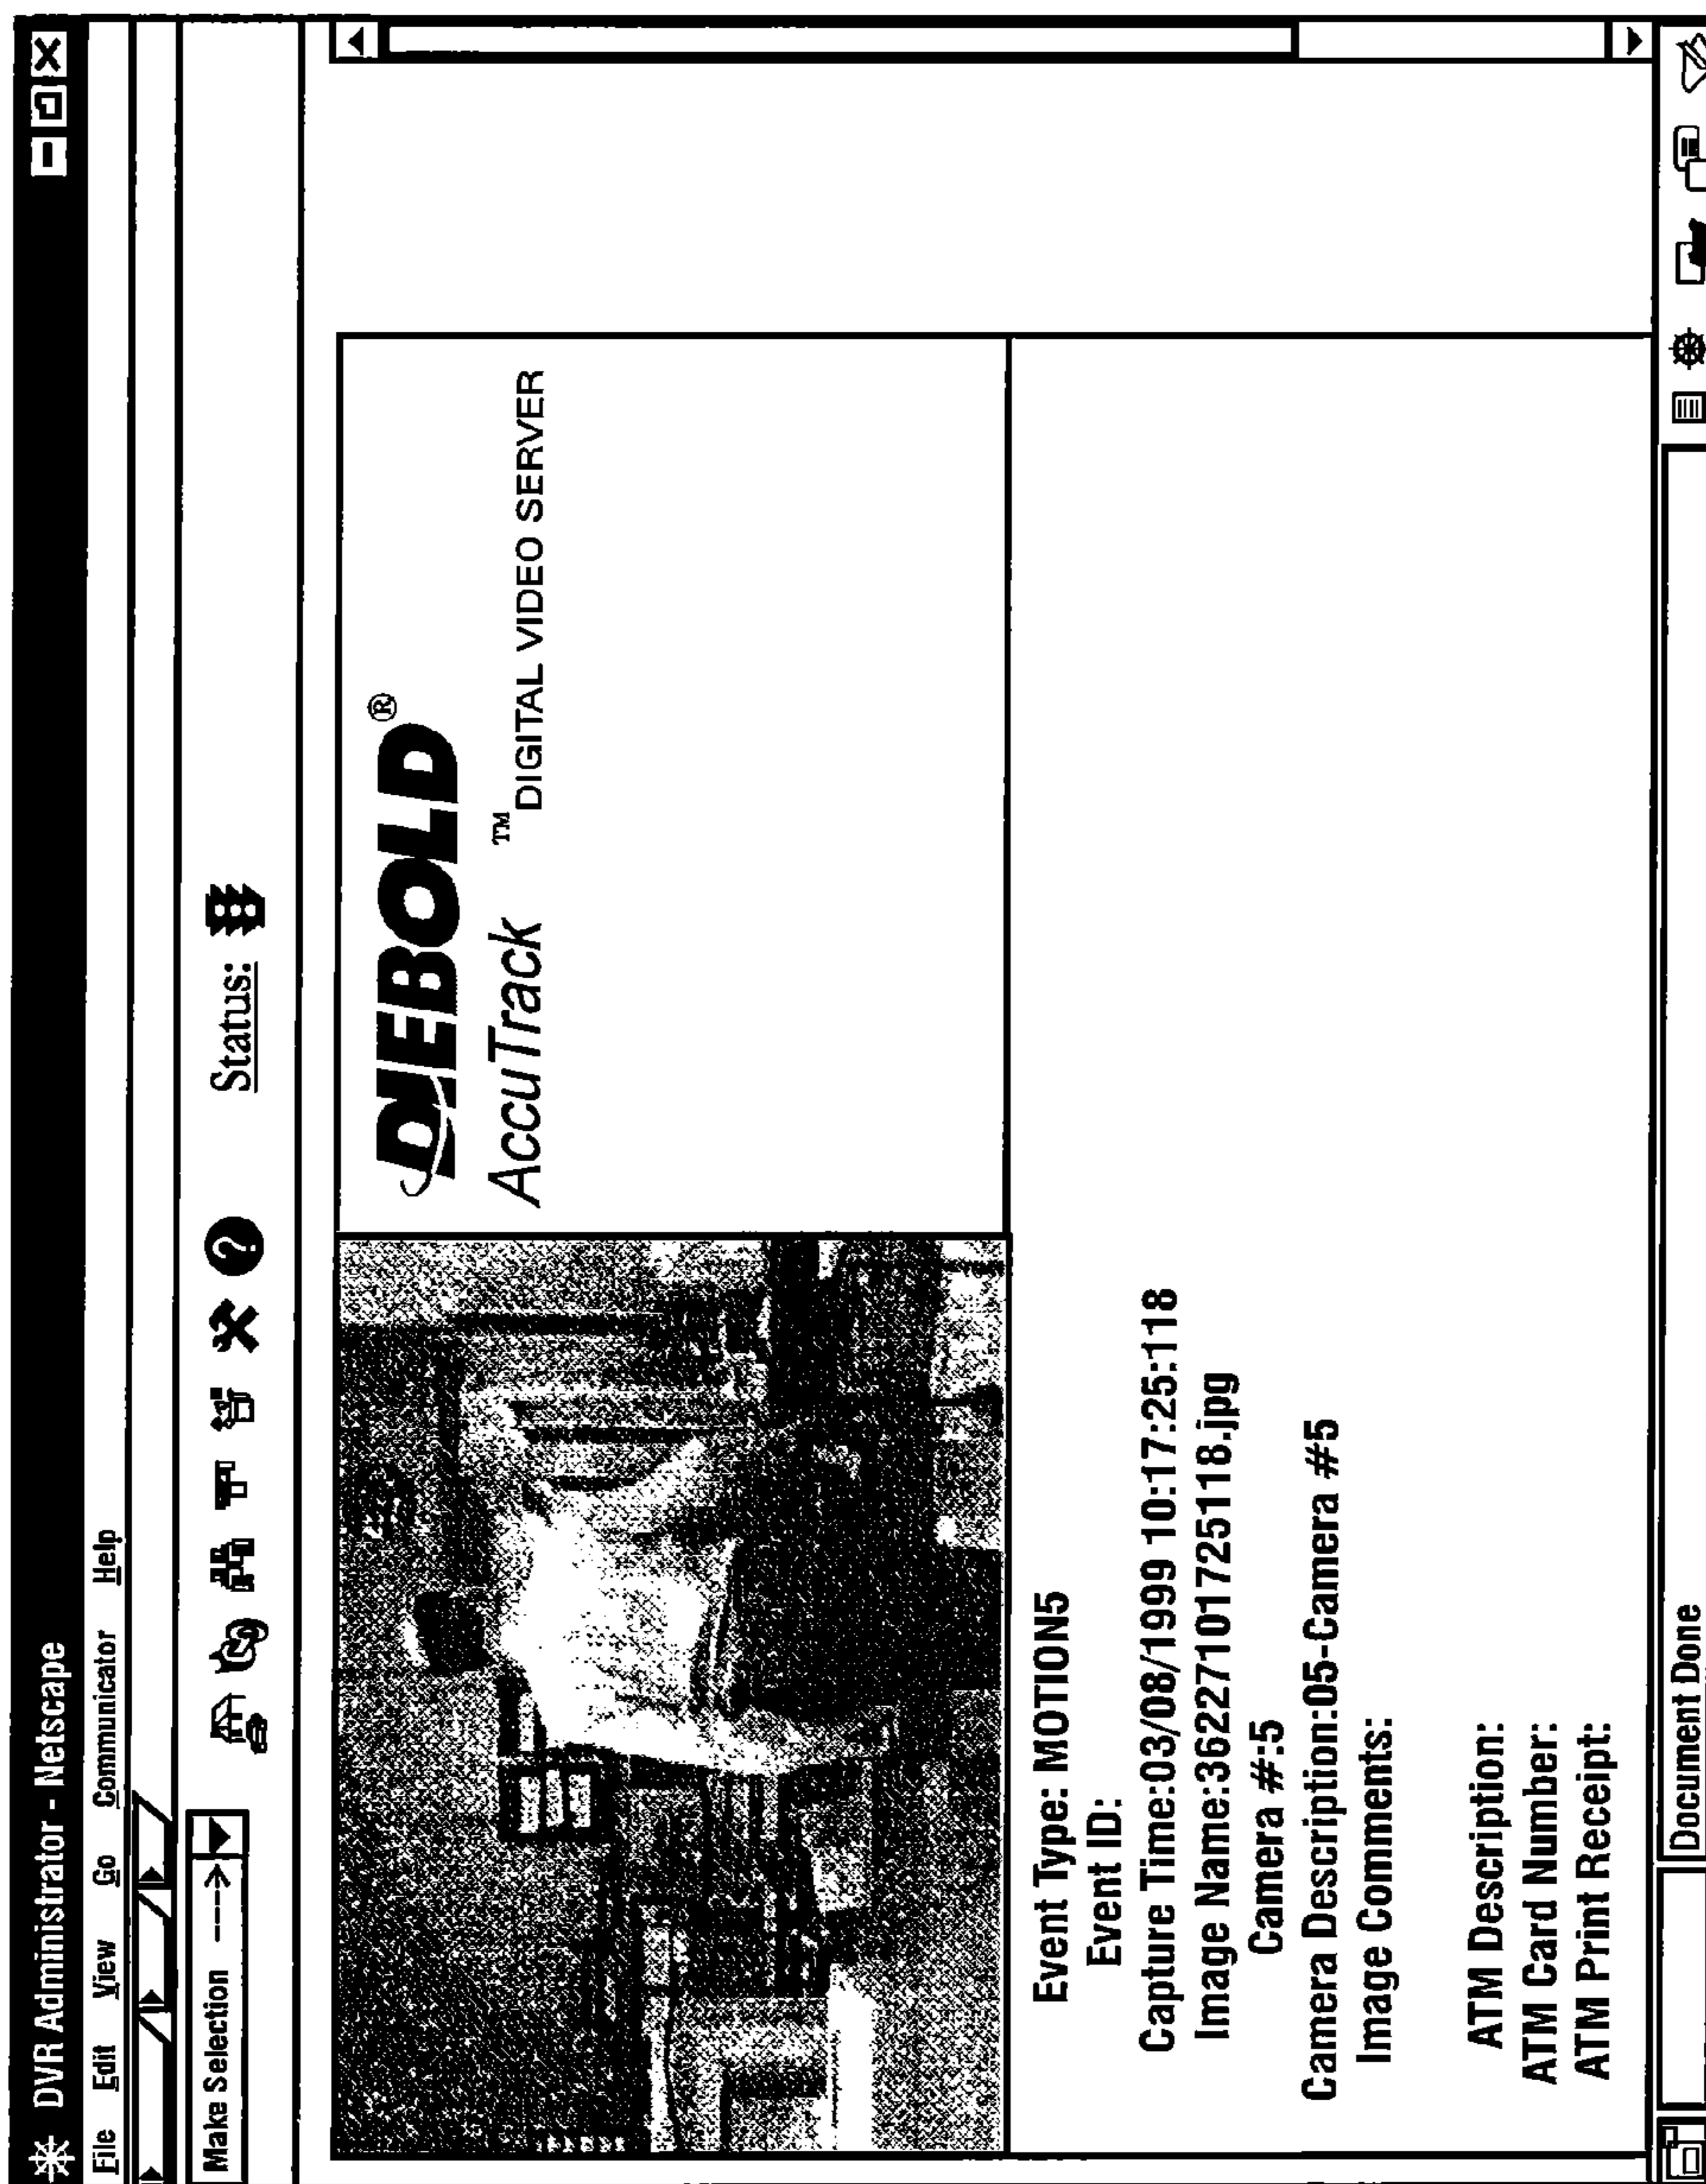 DVR Administrator - Netscape
File Edit View Go Communicator Help
Make Selection ---->
Status:
DIEBOLD®
AccuTrack ™ DIGITAL VIDEO SERVER
Event Type: MOTION5
Event ID:
Capture Time:03/08/1999 10:17:25:118
Image Name:36227101725118.jpg
Camera #:5
Camera Description:05-Camera #5
Image Comments:
ATM Description:
ATM Card Number:
ATM Print Receipt:
Document Done